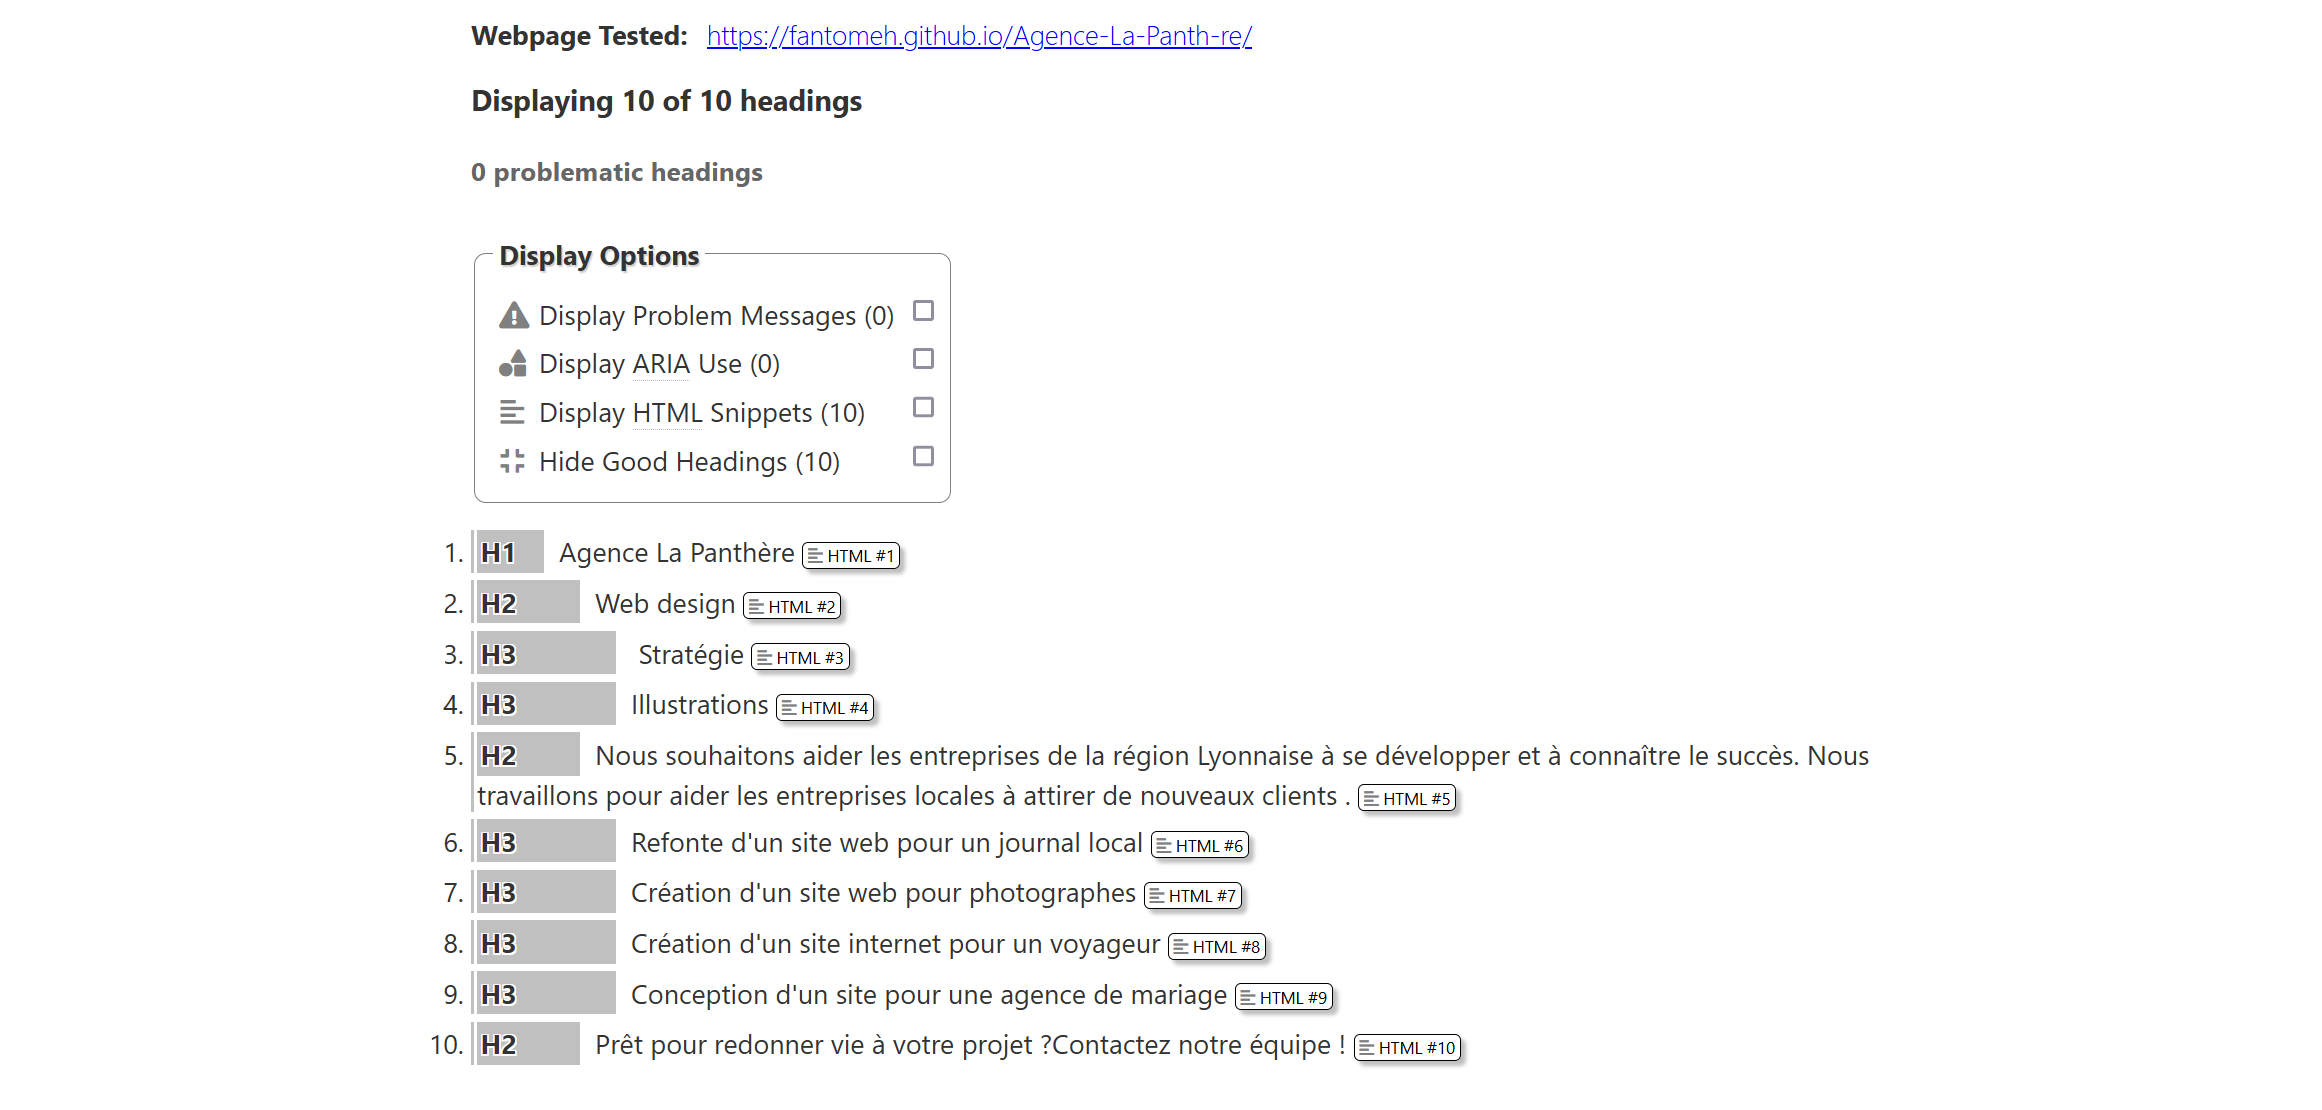 Webpage Tested: https://fantomeh.github.io/Agence-La-Panth-re/
Displaying 10 of 10 headings
0 problematic headings
Display Options
Display Problem Messages (0)
Display ARIA Use (0)
Display HTML Snippets (10)
Hide Good Headings (10)
1. H1 Agence La Panthère HTML #1
2. H2 Web design HTML #2
3. H3 Stratégie HTML #3
4. H3 Illustrations HTML #4
5. H2 Nous souhaitons aider les entreprises de la région Lyonnaise à se développer et à connaître le succès. Nous
travaillons pour aider les entreprises locales à attirer de nouveaux clients . HTML #5
6. H3 Refonte d'un site web pour un journal local HTML #6
7. H3 Création d'un site web pour photographes HTML #7
8. H3 Création d'un site internet pour un voyageur HTML #8
9. H3 Conception d'un site pour une agence de mariage HTML #9
10. H2 Prêt pour redonner vie à votre projet ?Contactez notre équipe ! HTML #10